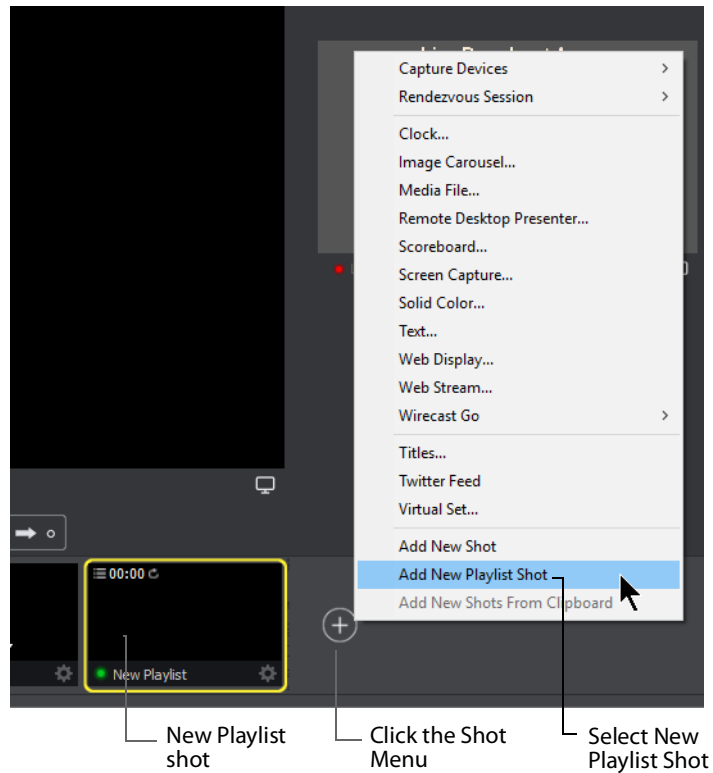 Capture Devices
Rendezvous Session
Clock...
Image Carousel...
Media File...
Remote Desktop Presenter...
Scoreboard...
Screen Capture...
Solid Color...
Text...
Web Display...
Web Stream...
Wirecast Go
Titles...
Twitter Feed
Virtual Set...
Add New Shot
Add New Playlist Shot
Add New Shots From Clipboard
00:00
New Playlist
New Playlist
shot
Click the Shot
Menu
Select New
Playlist Shot